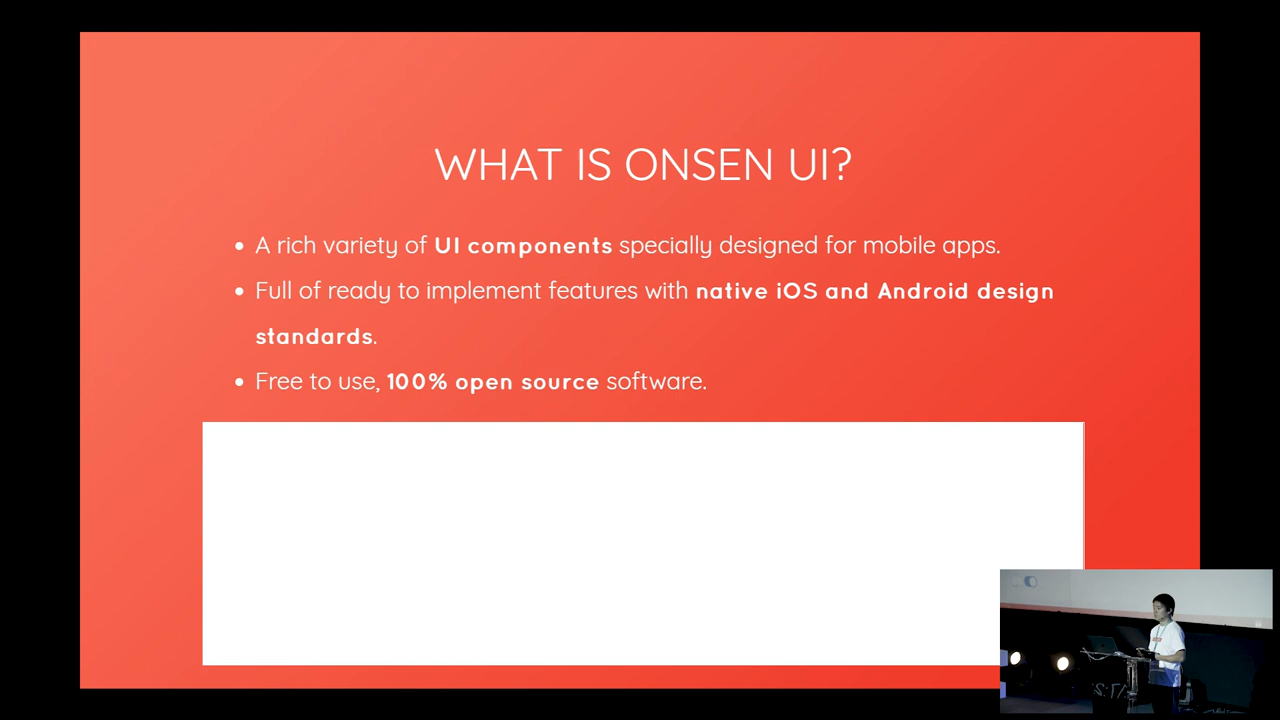 WHAT IS ONSEN UI?
• A rich variety of UI components specially designed for mobile apps.
• Full of ready to implement features with native iOS and Android design
standards.
• Free to use, 100% open source software.